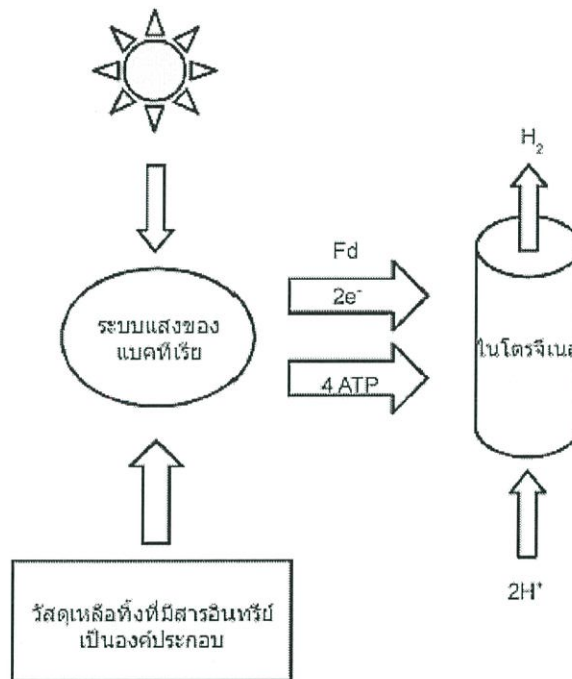 H₂
Fd
2e⁻
ระบบแสงของ
แบคทีเรีย
ไนโตรจีเนส
4 ATP
2H⁺
วัสดุเหลือทิ้งที่มีสารอินทรีย์
เป็นองค์ประกอบ